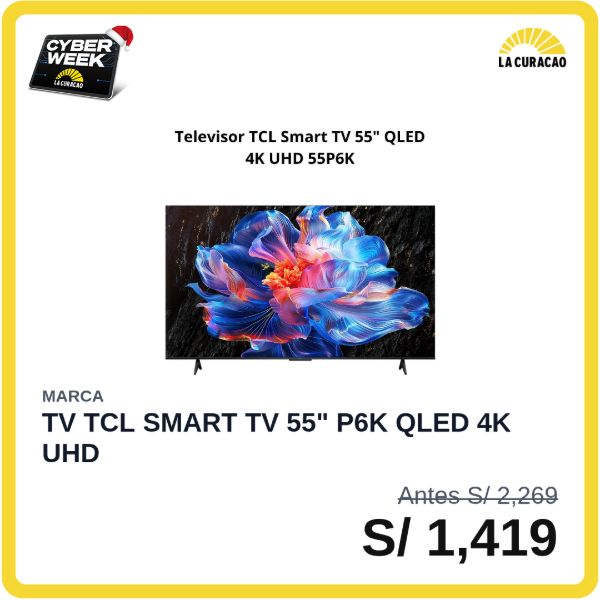 CYBER
WEEK
LA CURACAO
LA CURACAO
Televisor TCL Smart TV 55" QLED
4K UHD 55P6K
MARCA
TV TCL SMART TV 55" P6K QLED 4K
UHD
Antes S/ 2,269
S/ 1,419